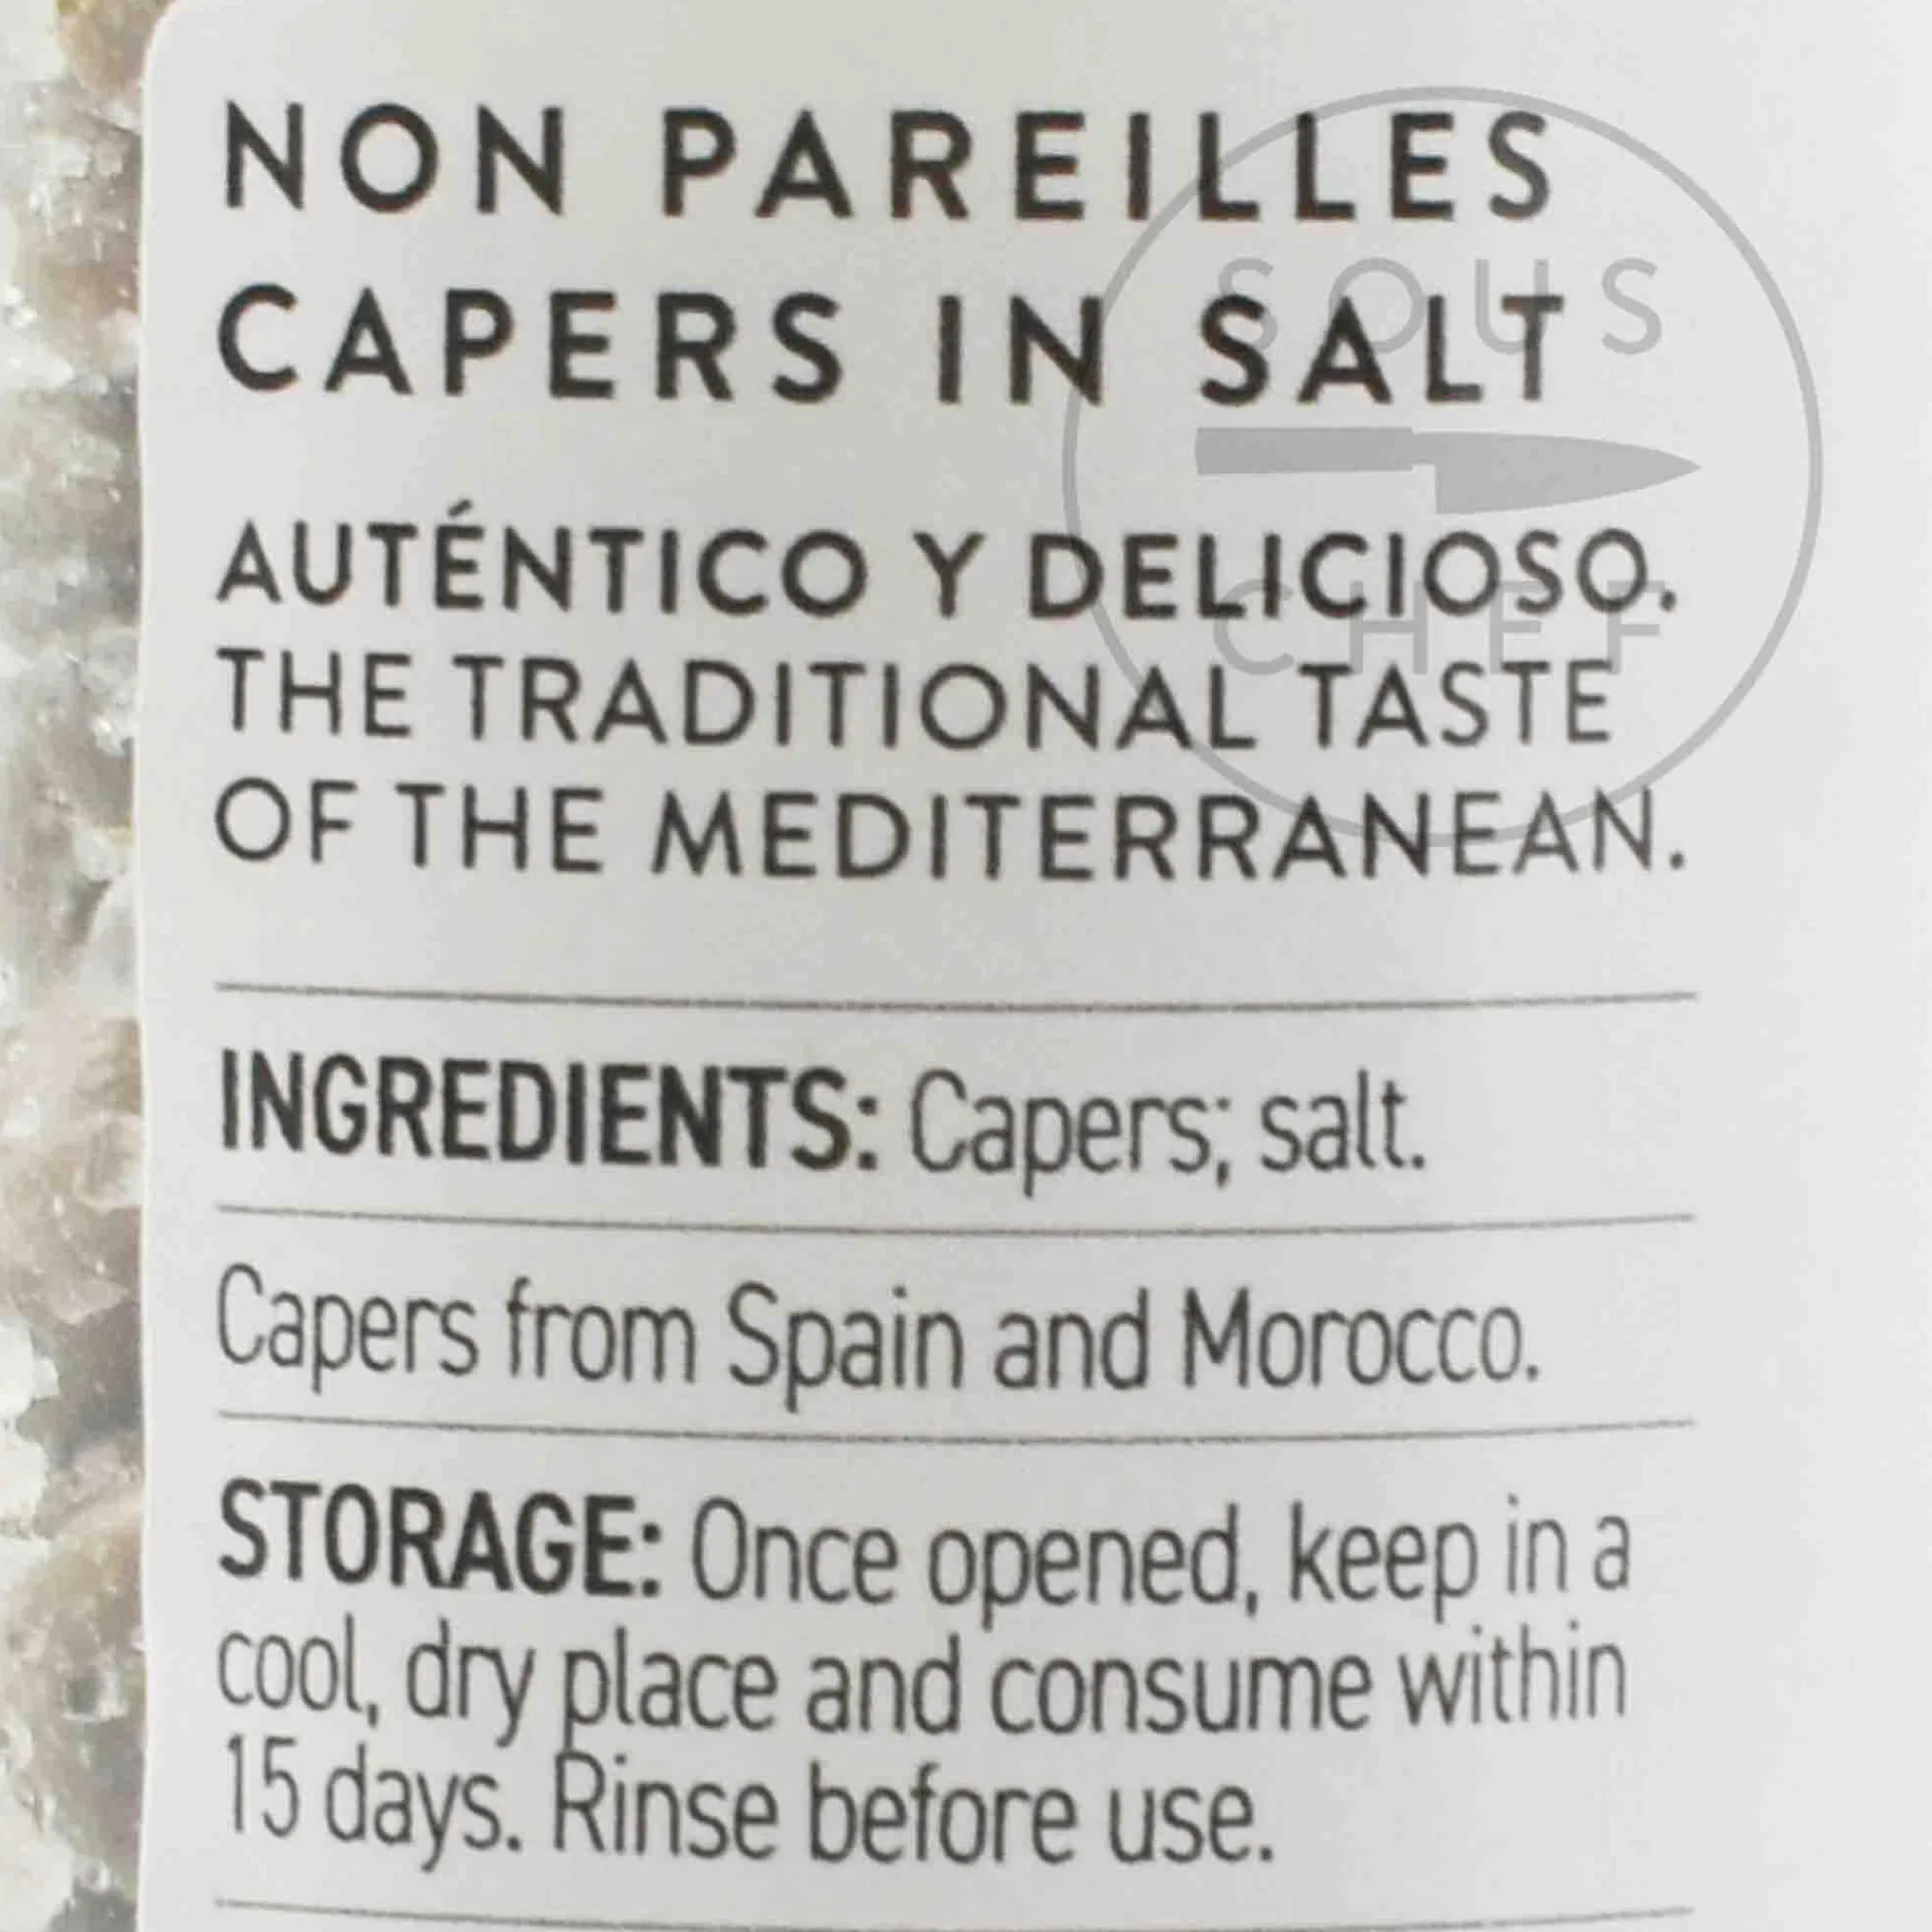 NON PAREILLES
CAPERS IN SALT
SOUS
CHEF
AUTÉNTICO Y DELICIOSO.
THE TRADITIONAL TASTE
OF THE MEDITERRANEAN.
INGREDIENTS: Capers; salt.
Capers from Spain and Morocco.
STORAGE: Once opened, keep in a
cool, dry place and consume within
15 days. Rinse before use.